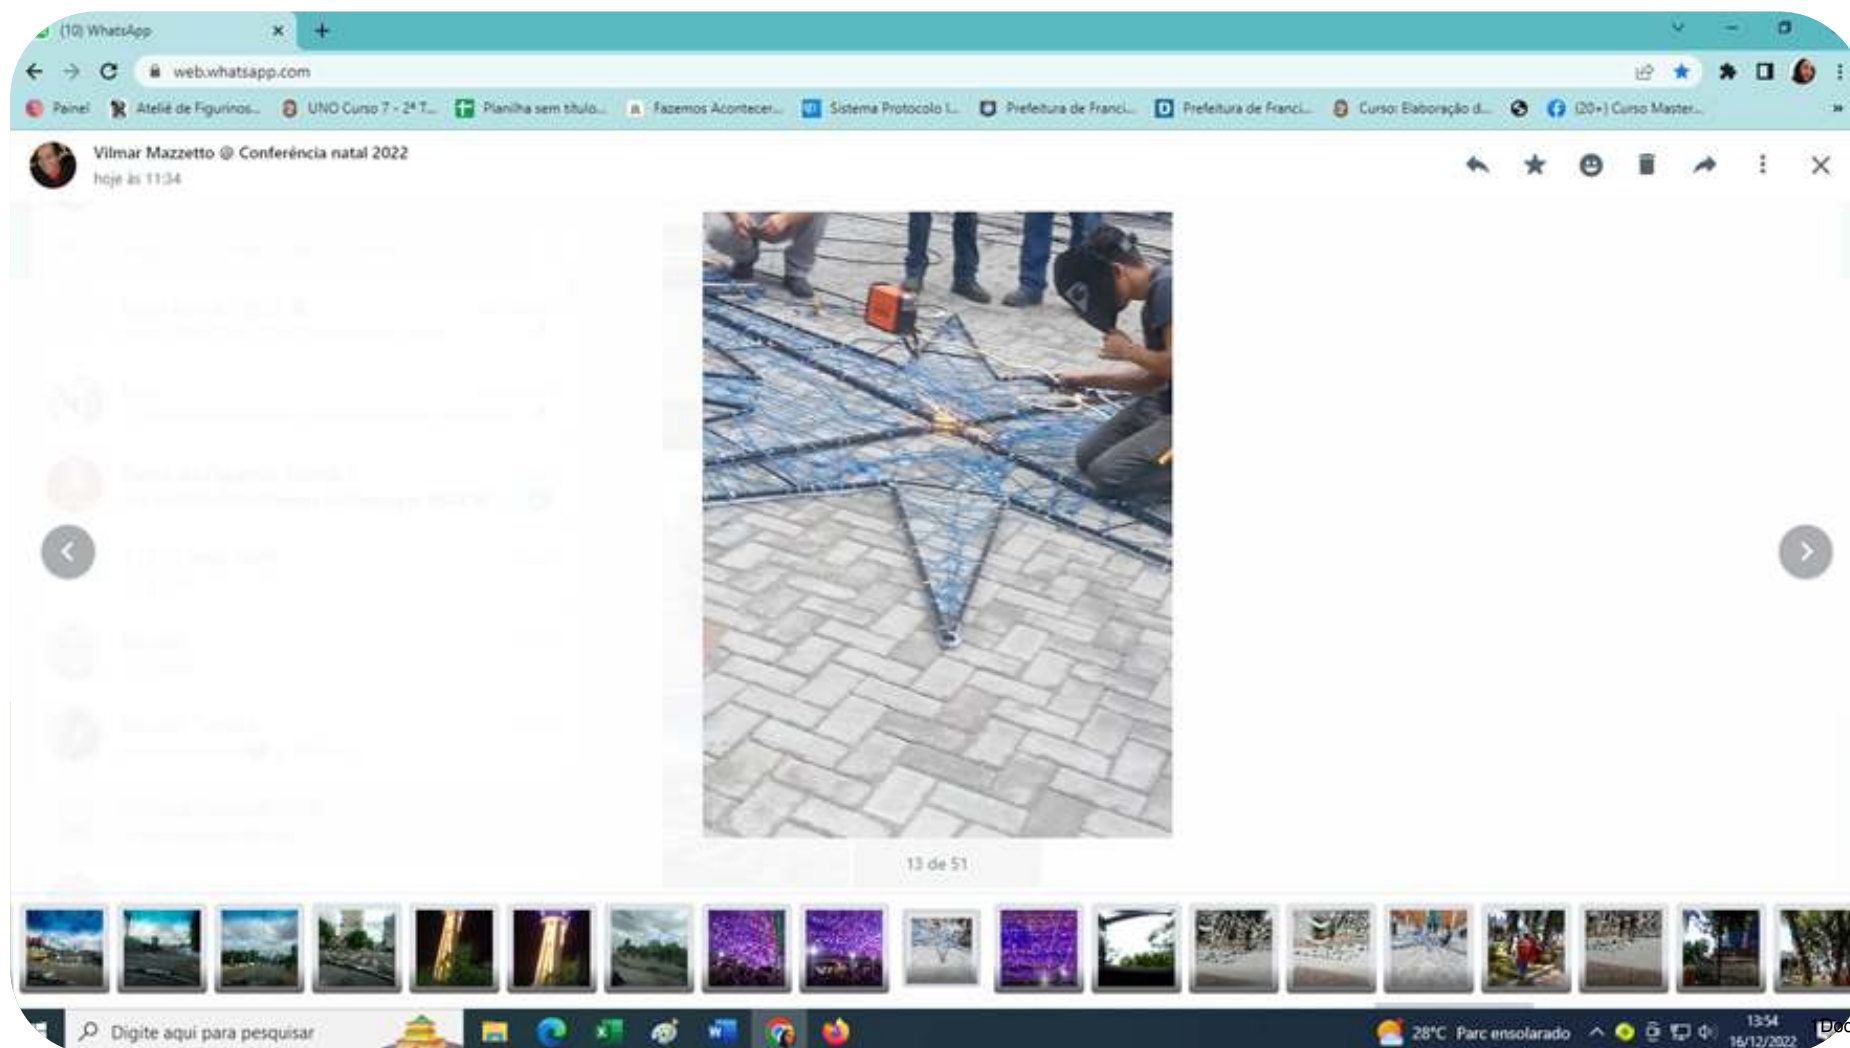 (10) WhatsApp
web.whatsapp.com
Painel
Ateliê de Figurinos...
UNO Curso 7 - 2ª T...
Planilha sem título...
Fazemos Acontecer...
Sistema Protocolo I...
Prefeitura de Franci...
Prefeitura de Franci...
Curso: Elaboração d...
(20+) Curso Master...
Vilmar Mazzetto @ Conferência natal 2022
hoje às 11:34
13 de 51
Digite aqui para pesquisar
28°C Parc ensolarado
13:54
16/12/2022